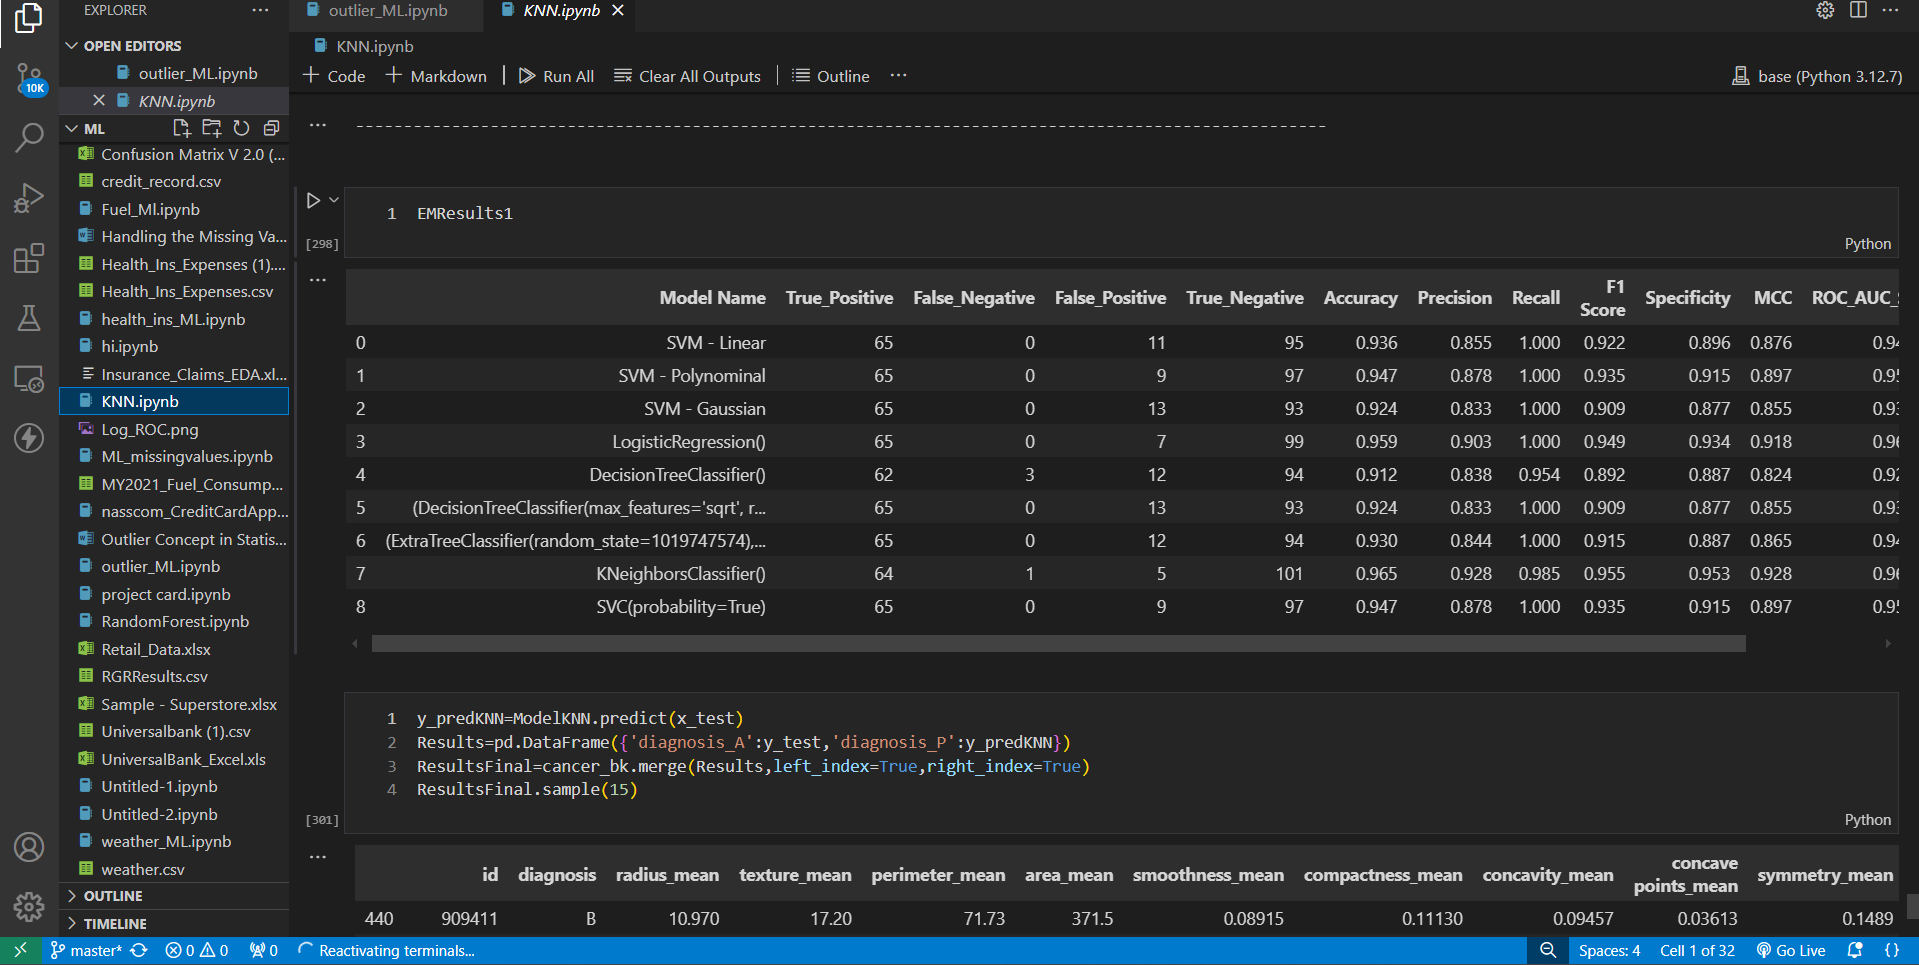 EXPLORER
OPEN EDITORS
outlier_ML.ipynb
KNN.ipynb
ML
Confusion Matrix V 2.0 (...
credit_record.csv
Fuel_Ml.ipynb
Handling the Missing Va...
Health_Ins_Expenses (1)....
Health_Ins_Expenses.csv
health_ins_ML.ipynb
hi.ipynb
Insurance_Claims_EDA.xl...
KNN.ipynb
Log_ROC.png
ML_missingvalues.ipynb
MY2021_Fuel_Consump...
nasscom_CreditCardApp...
Outlier Concept in Statis...
outlier_ML.ipynb
project card.ipynb
RandomForest.ipynb
Retail_Data.xlsx
RGRResults.csv
Sample - Superstore.xlsx
Universalbank (1).csv
UniversalBank_Excel.xls
Untitled-1.ipynb
Untitled-2.ipynb
weather_ML.ipynb
weather.csv
OUTLINE
TIMELINE
10K
outlier_ML.ipynb KNN.ipynb
KNN.ipynb
+ Code + Markdown Run All Clear All Outputs Outline ... base (Python 3.12.7)
1 EMResults1
[298] Python
Model Name True_Positive False_Negative False_Positive True_Negative Accuracy Precision Recall F1 Score Specificity MCC ROC_AUC_
0 SVM - Linear 65 0 11 95 0.936 0.855 1.000 0.922 0.896 0.876 0.94
1 SVM - Polynominal 65 0 9 97 0.947 0.878 1.000 0.935 0.915 0.897 0.95
2 SVM - Gaussian 65 0 13 93 0.924 0.833 1.000 0.909 0.877 0.855 0.93
3 LogisticRegression() 65 0 7 99 0.959 0.903 1.000 0.949 0.934 0.918 0.96
4 DecisionTreeClassifier() 62 3 12 94 0.912 0.838 0.954 0.892 0.887 0.824 0.92
5 (DecisionTreeClassifier(max_features='sqrt', r... 65 0 13 93 0.924 0.833 1.000 0.909 0.877 0.855 0.93
6 (ExtraTreeClassifier(random_state=1019747574),... 65 0 12 94 0.930 0.844 1.000 0.915 0.887 0.865 0.94
7 KNeighborsClassifier() 64 1 5 101 0.965 0.928 0.985 0.955 0.953 0.928 0.96
8 SVC(probability=True) 65 0 9 97 0.947 0.878 1.000 0.935 0.915 0.897 0.95
1 y_predKNN=ModelKNN.predict(x_test)
2 Results=pd.DataFrame({'diagnosis_A':y_test,'diagnosis_P':y_predKNN})
3 ResultsFinal=cancer_bk.merge(Results,left_index=True,right_index=True)
4 ResultsFinal.sample(15)
[301] Python
id diagnosis radius_mean texture_mean perimeter_mean area_mean smoothness_mean compactness_mean concavity_mean concave points_mean symmetry_mean
440 909411 B 10.970 17.20 71.73 371.5 0.08915 0.11130 0.09457 0.03613 0.1489
master* 0 0 0 Reactivating terminals... Spaces: 4 Cell 1 of 32 Go Live {}